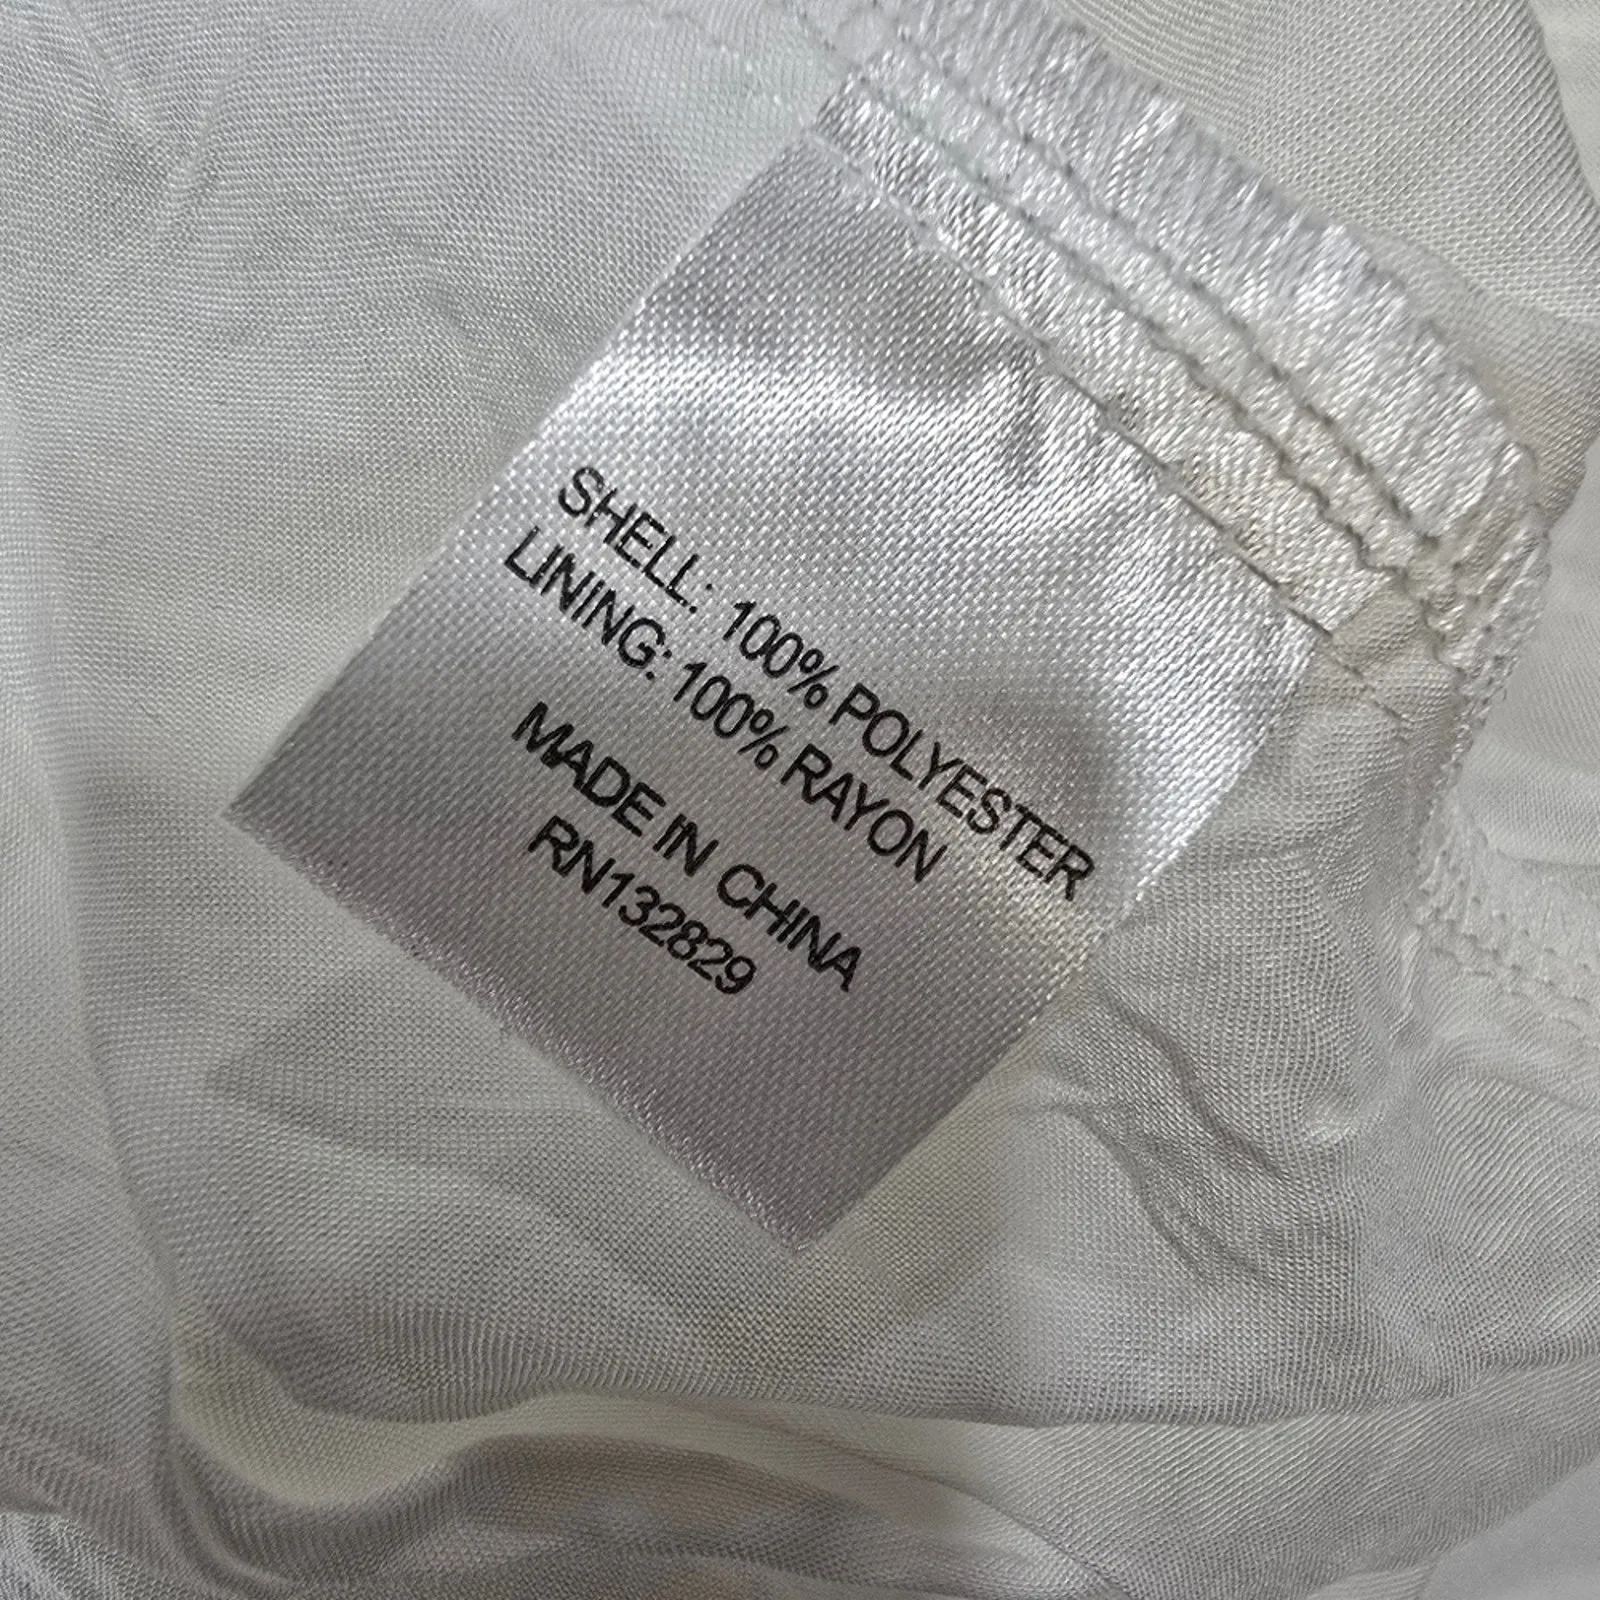 SHELL: 100% POLYESTER
LINING: 100% RAYON
MADE IN CHINA
RN132829